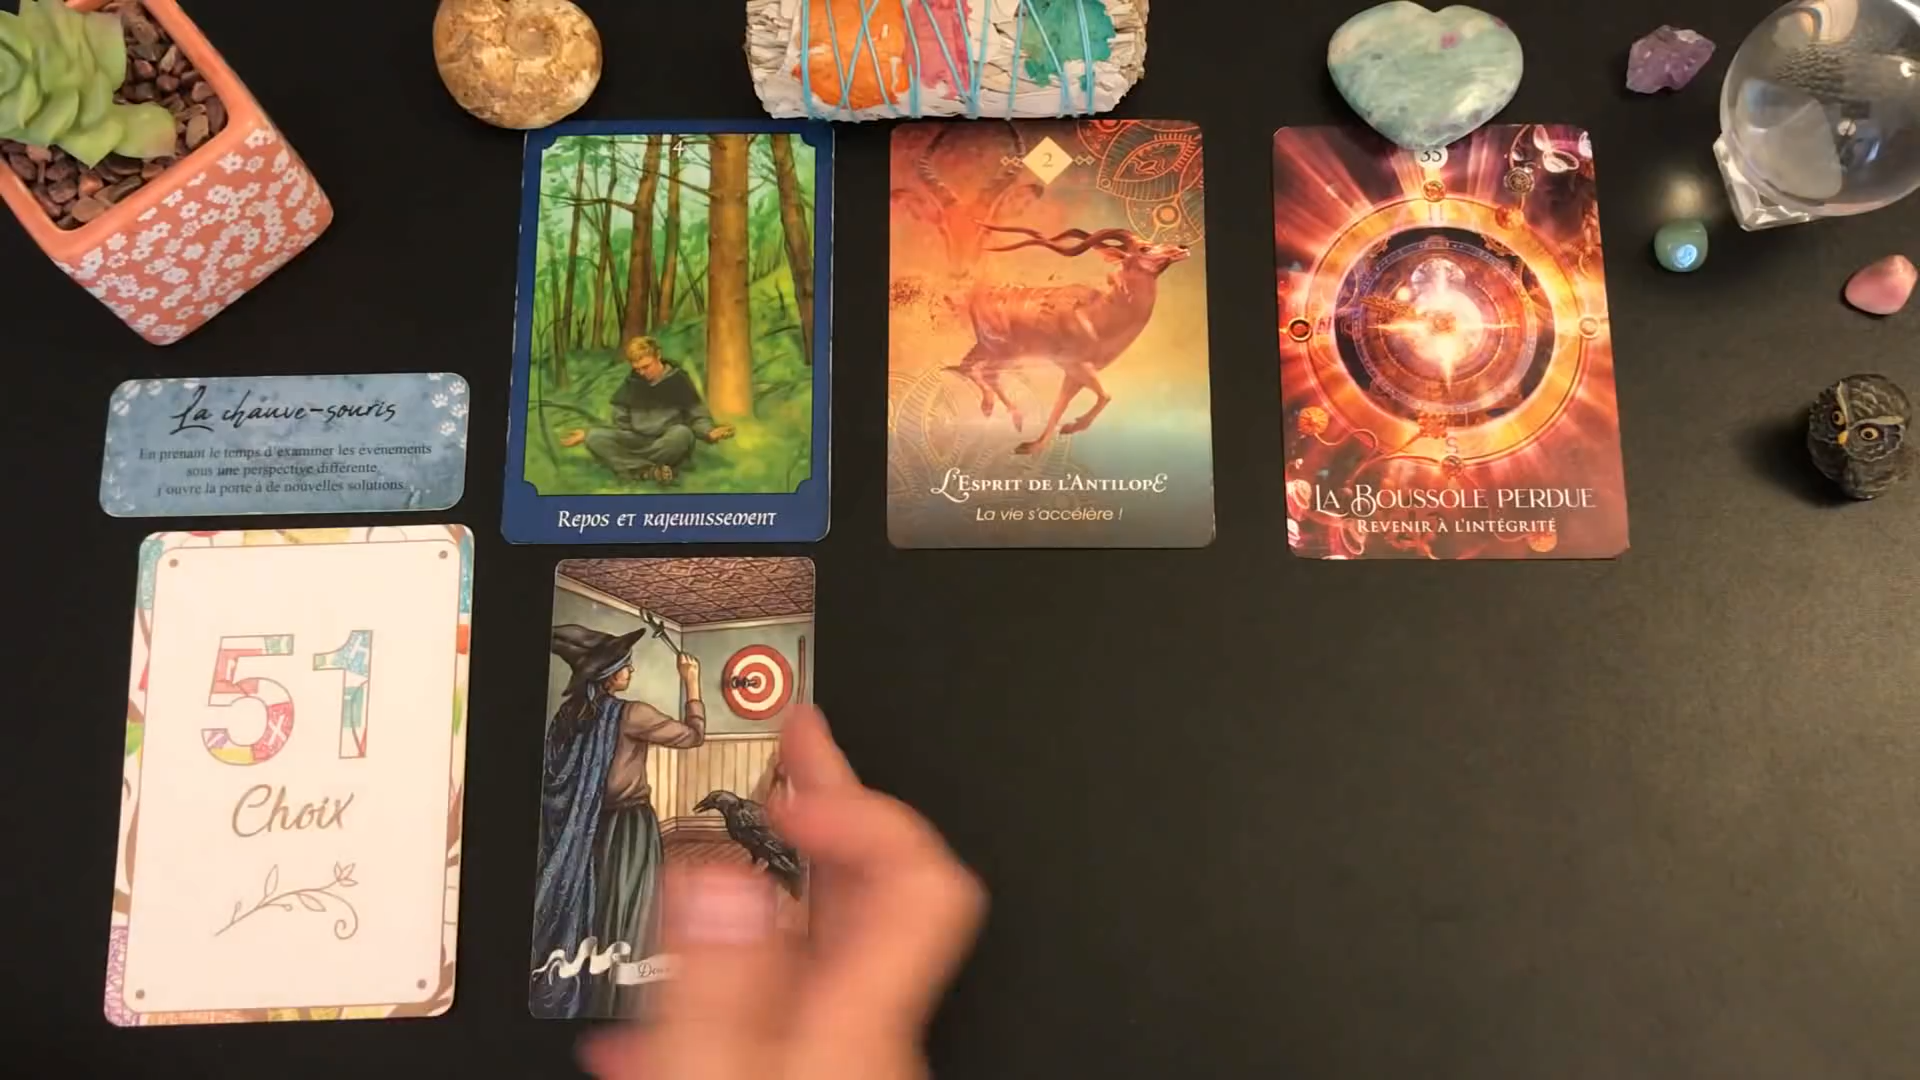 4
Repos et rajeunissement
2
L'Esprit de l'Antilope
La vie s'accélère !
35
La Boussole perdue
Revenir à l'intégrité
La chauve-souris
En prenant le temps d'examiner les événements
sous une perspective différente,
j'ouvre la porte à de nouvelles solutions.
51
Choix